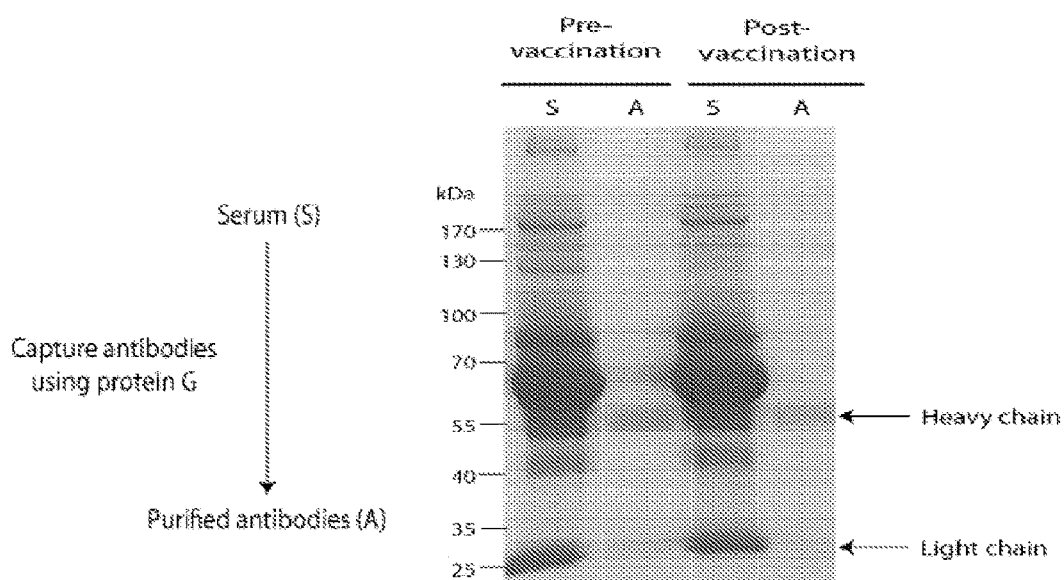 Pre-
vaccination
Post-
vaccination
S A S A
kDa
170
130
100
70
55
40
35
25
Serum (S)
Capture antibodies
using protein G
Purified antibodies (A)
Heavy chain
Light chain